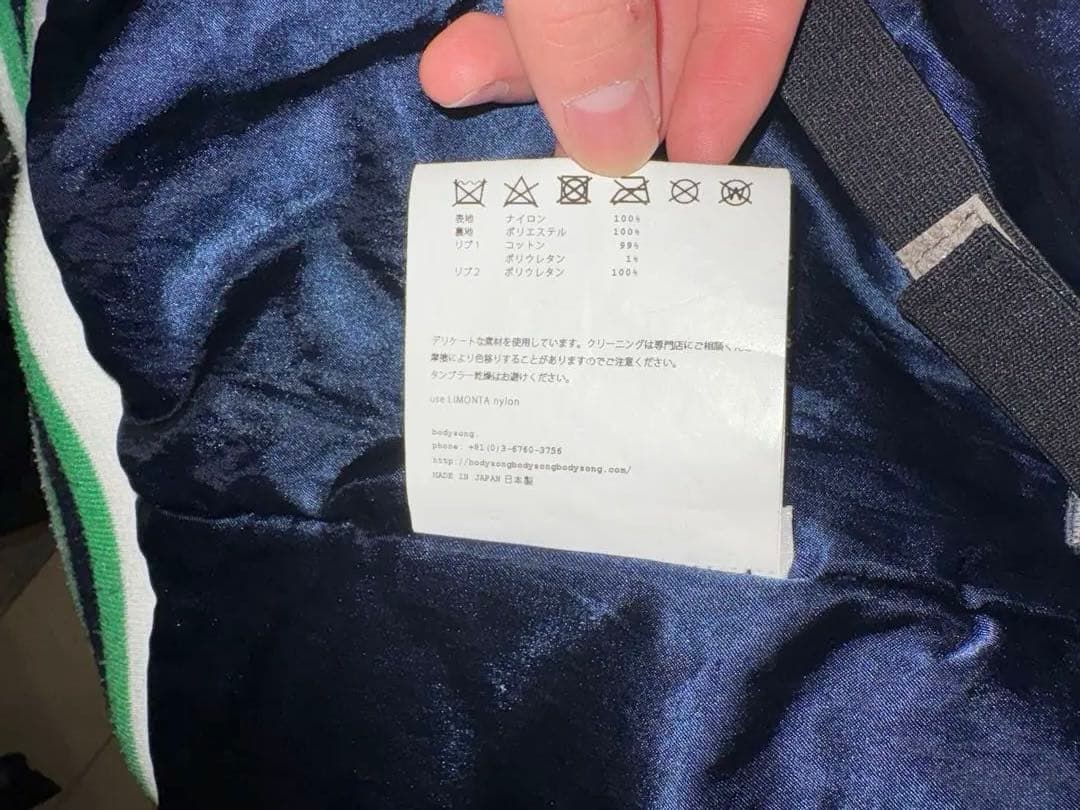 表地 ナイロン 100%
裏地 ポリエステル 100%
リブ1 コットン 99%
ポリウレタン 1%
リブ2 ポリウレタン 100%
デリケートな素材を使用しています。クリーニングは専門店にご相談くだ
摩擦により色移りすることがありますのでご注意ください。
タンブラー乾燥はお避けください。
use LIMONTA nylon
bodysong.
phone: +81(0)3-6760-3756
http://bodysongbodysongbodysong.com/
MADE IN JAPAN 日本製